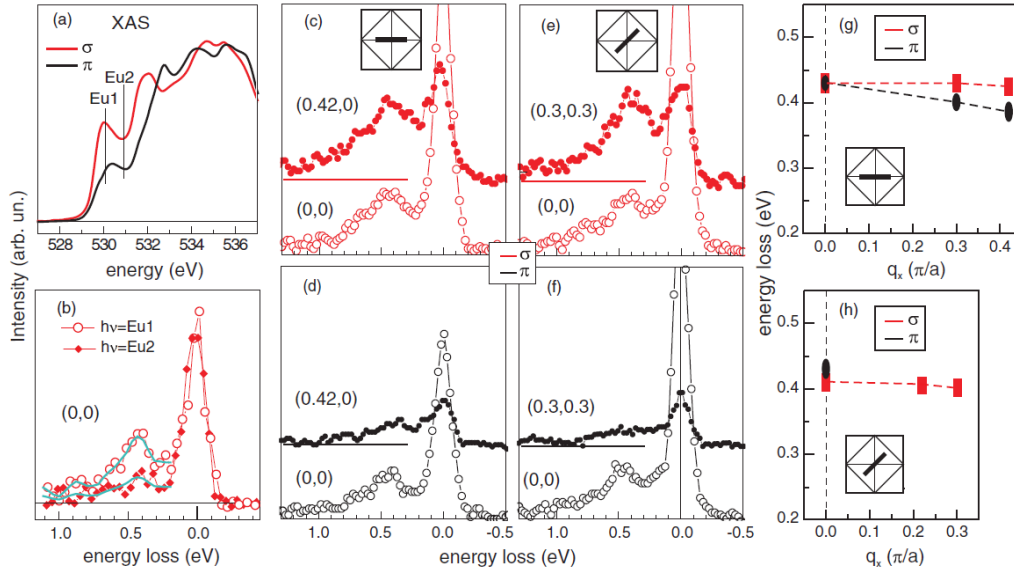 (a)
XAS
σ
π
Eu1
Eu2
528 530 532 534 536
energy (eV)
Intensity (arb. un.)
(b)
hν=Eu1
hν=Eu2
(0,0)
1.0 0.5 0.0
energy loss (eV)
(c)
(0.42,0)
(0,0)
(e)
(0.3,0.3)
(0,0)
σ
π
(d)
(0.42,0)
(0,0)
1.0 0.5 0.0 -0.5
(f)
(0.3,0.3)
(0,0)
1.0 0.5 0.0 -0.5
energy loss (eV)
(g)
σ
π
0.5
0.4
0.3
0.2
0.0 0.1 0.2 0.3 0.4
qx (π/a)
energy loss (eV)
(h)
σ
π
0.5
0.4
0.3
0.2
0.0 0.1 0.2 0.3 0.4
qx (π/a)